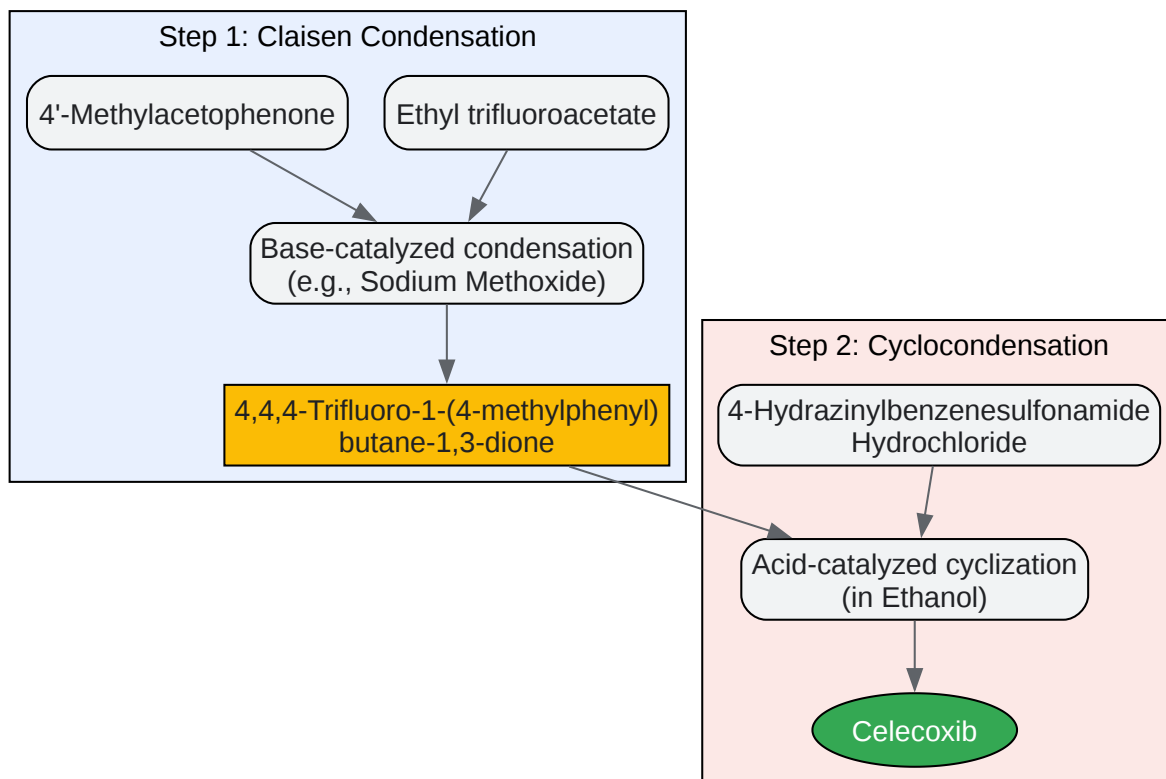 Step 1: Claisen Condensation
4'-Methylacetophenone
Ethyl trifluoroacetate
Base-catalyzed condensation
(e.g., Sodium Methoxide)
4,4,4-Trifluoro-1-(4-methylphenyl)
butane-1,3-dione
Step 2: Cyclocondensation
4-Hydrazinylbenzenesulfonamide
Hydrochloride
Acid-catalyzed cyclization
(in Ethanol)
Celecoxib